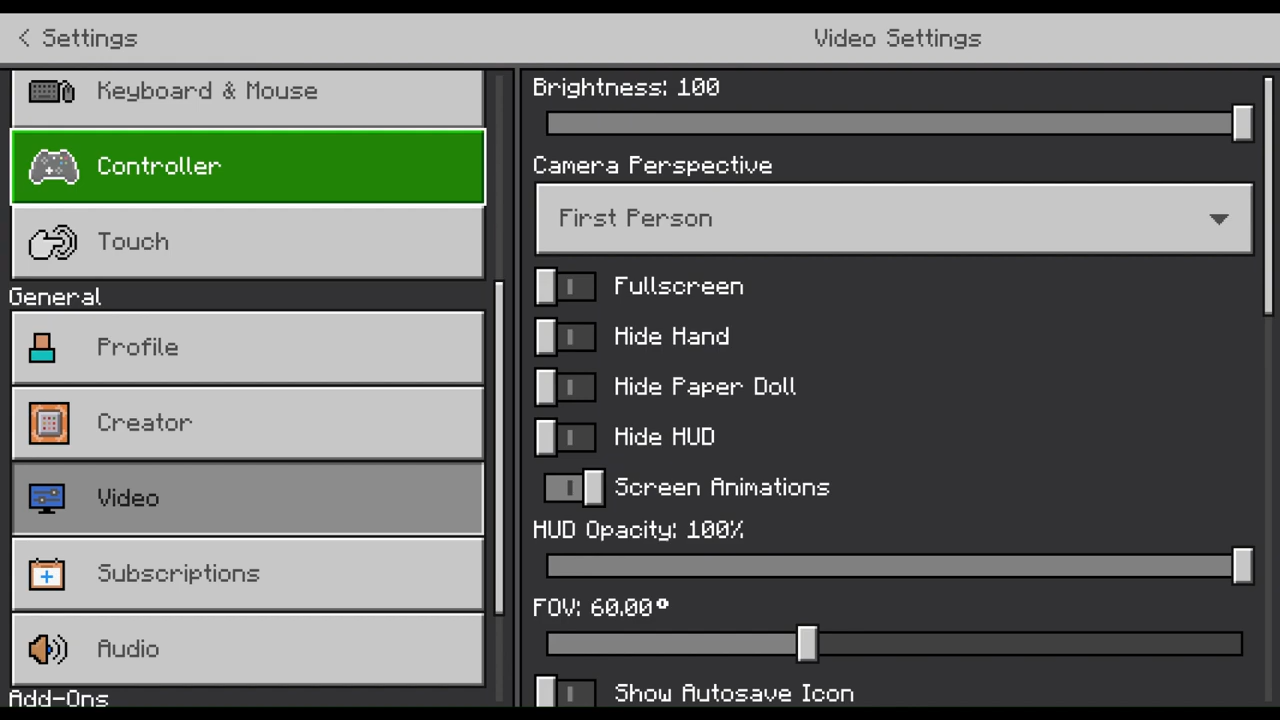 < Settings
Video Settings
Keyboard & Mouse
Controller
Touch
General
Profile
Creator
Video
Subscriptions
Audio
Add-Ons
Brightness: 100
Camera Perspective
First Person
Fullscreen
Hide Hand
Hide Paper Doll
Hide HUD
Screen Animations
HUD Opacity: 100%
FOV: 60.00°
Show Autosave Icon